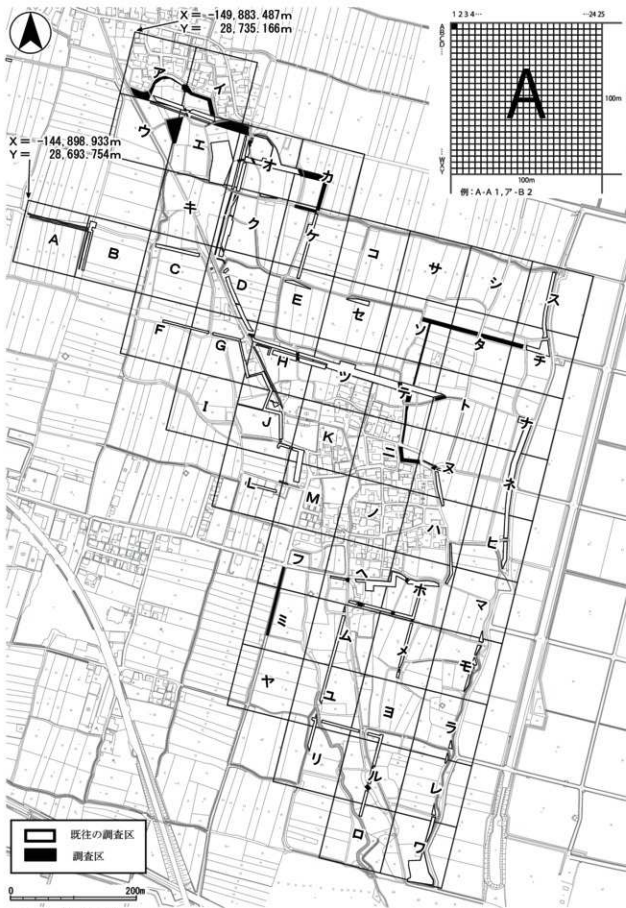 X = -149,883.487m
Y = 28,735.166m
X = -144,898.933m
Y = 28,693.754m
1 2 3 4…
…24 25
A
B
C
D
…
W
X
Y
A
100m
100m
例：A-A1, ア-B2
ア
イ
ウ
エ
オ
カ
キ
ク
ケ
コ
サ
シ
ス
A
B
C
D
E
セ
ソ
タ
チ
F
G
H
ツ
テ
ト
ナ
I
J
K
ニ
ヌ
ネ
L
M
ノ
ハ
ヒ
フ
ヘ
ホ
マ
ミ
ム
メ
モ
ヤ
ユ
ヨ
ラ
リ
ル
レ
ロ
ワ
既往の調査区
調査区
0
200m